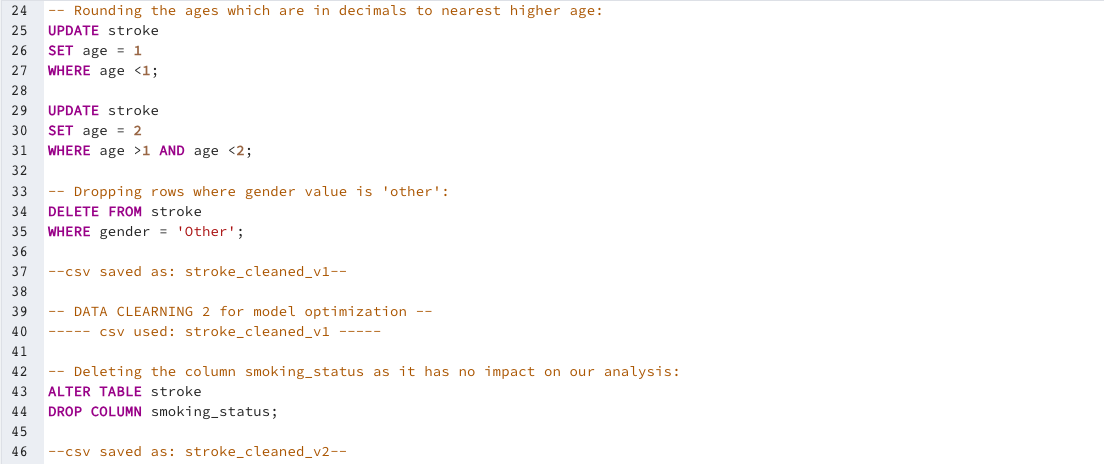 24 -- Rounding the ages which are in decimals to nearest higher age:
25 UPDATE stroke
26 SET age = 1
27 WHERE age <1;
28
29 UPDATE stroke
30 SET age = 2
31 WHERE age >1 AND age <2;
32
33 -- Dropping rows where gender value is 'other':
34 DELETE FROM stroke
35 WHERE gender = 'Other';
36
37 --csv saved as: stroke_cleaned_v1--
38
39 -- DATA CLEARNING 2 for model optimization --
40 ----- csv used: stroke_cleaned_v1 -----
41
42 -- Deleting the column smoking_status as it has no impact on our analysis:
43 ALTER TABLE stroke
44 DROP COLUMN smoking_status;
45
46 --csv saved as: stroke_cleaned_v2--